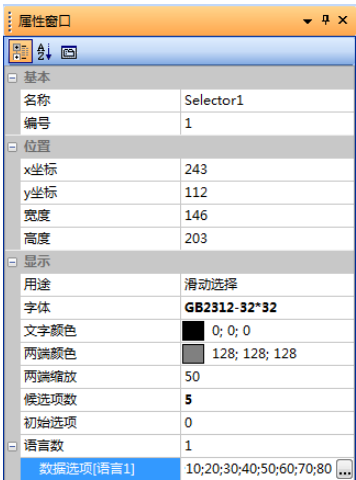 属性窗口
基本
名称 Selector1
编号 1
位置
x坐标 243
y坐标 112
宽度 146
高度 203
显示
用途 滑动选择
字体 GB2312-32*32
文字颜色 0; 0; 0
两端颜色 128; 128; 128
两端缩放 50
候选项数 5
初始选项 0
语言数 1
数据选项[语言1] 10;20;30;40;50;60;70;80 ...